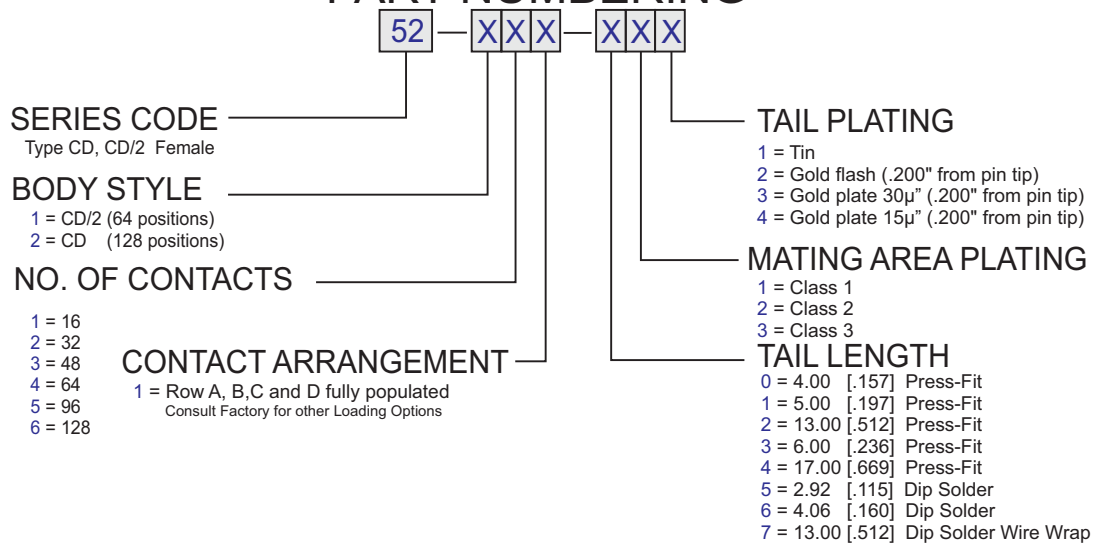 PART NUMBERING
52 — X X X — X X X
SERIES CODE
Type CD, CD/2 Female
BODY STYLE
1 = CD/2 (64 positions)
2 = CD (128 positions)
NO. OF CONTACTS
1 = 16
2 = 32
3 = 48
4 = 64
5 = 96
6 = 128
CONTACT ARRANGEMENT
1 = Row A, B,C and D fully populated
Consult Factory for other Loading Options
TAIL PLATING
1 = Tin
2 = Gold flash (.200" from pin tip)
3 = Gold plate 30µ” (.200" from pin tip)
4 = Gold plate 15µ” (.200" from pin tip)
MATING AREA PLATING
1 = Class 1
2 = Class 2
3 = Class 3
TAIL LENGTH
0 = 4.00 [.157] Press-Fit
1 = 5.00 [.197] Press-Fit
2 = 13.00 [.512] Press-Fit
3 = 6.00 [.236] Press-Fit
4 = 17.00 [.669] Press-Fit
5 = 2.92 [.115] Dip Solder
6 = 4.06 [.160] Dip Solder
7 = 13.00 [.512] Dip Solder Wire Wrap